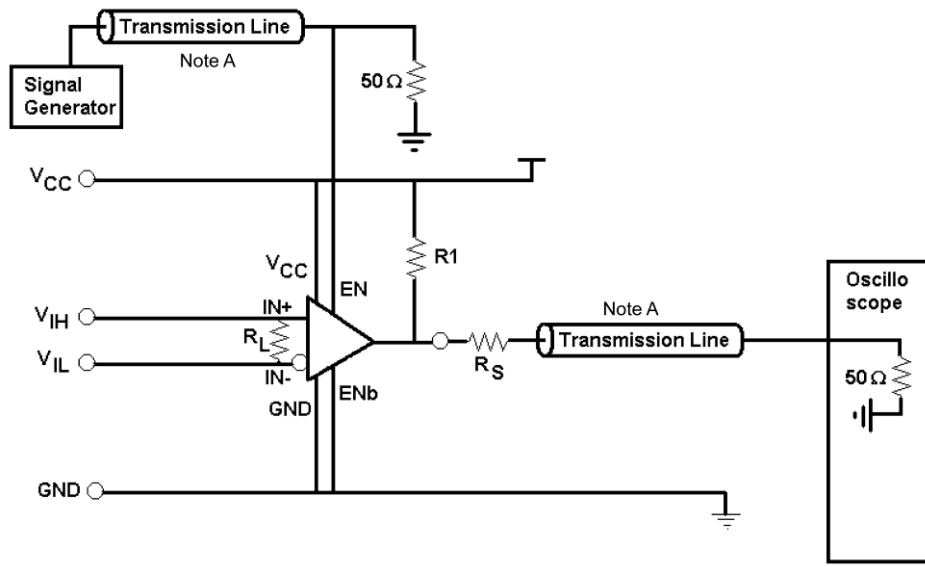 Transmission Line
Note A
Signal
Generator
50 Ω
VCC
R1
VCC
EN
Oscillo
scope
VIH
IN+
RL
Note A
Transmission Line
VIL
IN-
RS
50 Ω
GND
ENb
GND